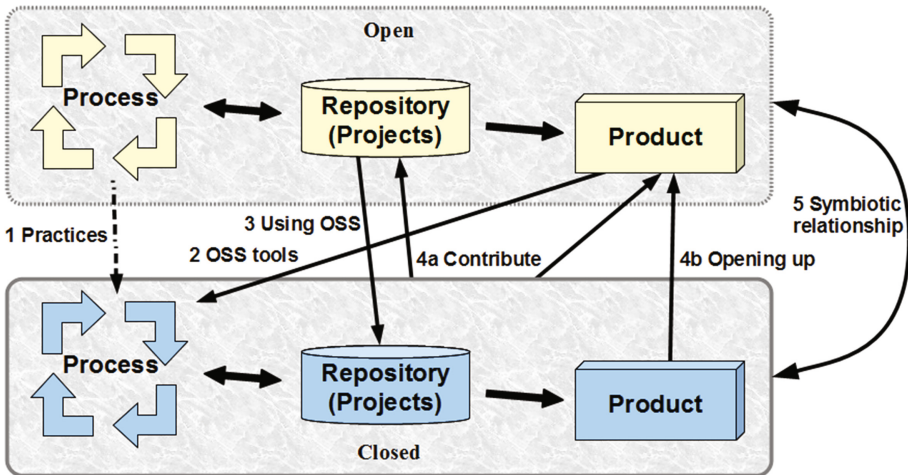 Open
Process
Repository
(Projects)
Product
1 Practices
3 Using OSS
2 OSS tools
4a Contribute
4b Opening up
5 Symbiotic
relationship
Process
Repository
(Projects)
Product
Closed